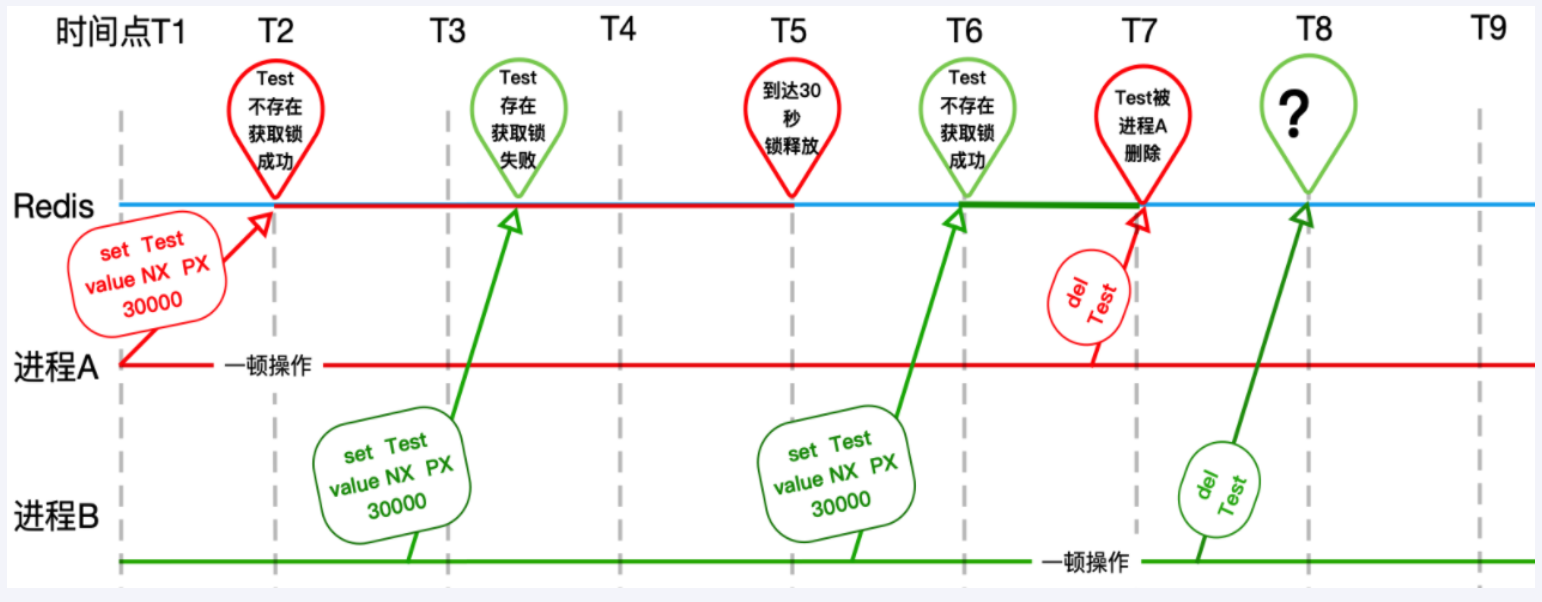 时间点T1 T2 T3 T4 T5 T6 T7 T8 T9
Test
不存在
获取锁
成功
Test
存在
获取锁
失败
到达30
秒
锁释放
Test
不存在
获取锁
成功
Test被
进程A
删除
?
Redis
set Test
value NX PX
30000
del
Test
进程A
一顿操作
set Test
value NX PX
30000
set Test
value NX PX
30000
del
Test
进程B
一顿操作